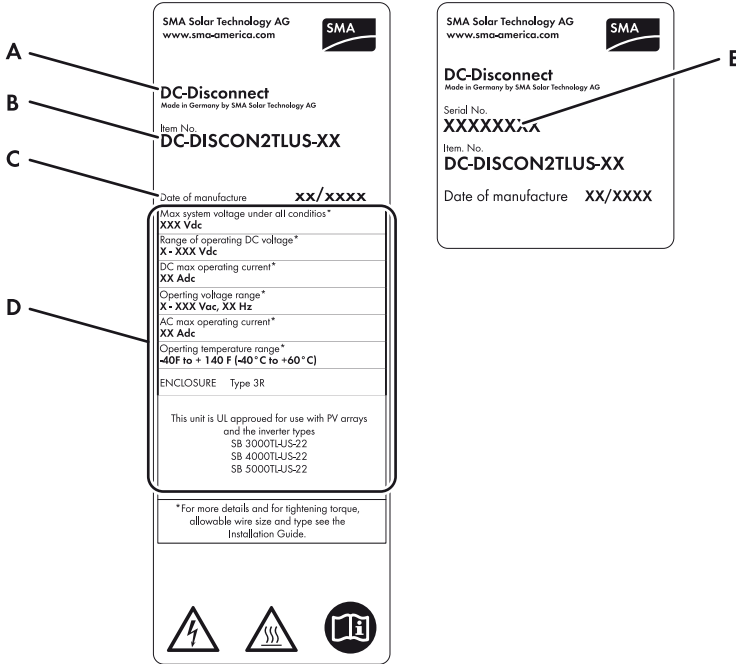 A
B
C
D
SMA Solar Technology AG
www.sma-america.com
SMA
DC-Disconnect
Made in Germany by SMA Solar Technology AG
Item No.
DC-DISCON2TLUS-XX
Date of manufacture xx/xxxx
Max system voltage under all conditios*
XXX Vdc
Range of operating DC voltage*
X - XXX Vdc
DC max operating current*
XX Adc
Operting voltage range*
X - XXX Vac, XX Hz
AC max operating current*
XX Adc
Operting temperature range*
-40F to + 140 F (-40°C to +60°C)
ENCLOSURE Type 3R
This unit is UL approued for use with PV arrays
and the inverter types
SB 3000TL-US-22
SB 4000TL-US-22
SB 5000TL-US-22
*For more details and for tightening torque,
allowable wire size and type see the
Installation Guide.
i
SMA Solar Technology AG
www.sma-america.com
SMA
DC-Disconnect
Made in Germany by SMA Solar Technology AG
Serial No.
XXXXXXXX
Item. No.
DC-DISCON2TLUS-XX
Date of manufacture XX/XXXX
E